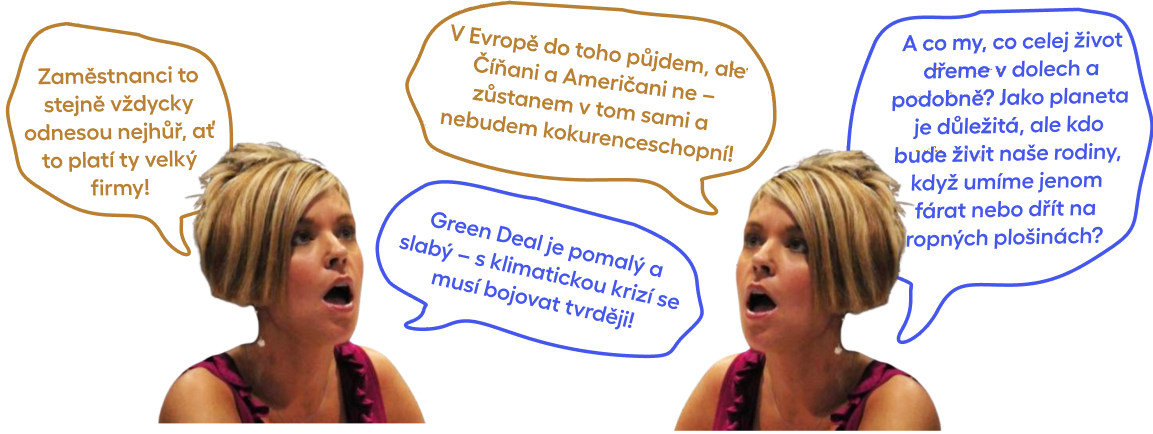 Zaměstnanci to
stejně vždycky
odnesou nejhůř, ať
to platí ty velký
firmy!
V Evropě do toho půjdem, ale
Číňani a Američani ne –
zůstanem v tom sami a
nebudem kokurenceschopní!
Green Deal je pomalý a
slabý – s klimatickou krizí se
musí bojovat tvrději!
A co my, co celej život
dřeme v dolech a
podobně? Jako planeta
je důležitá, ale kdo
bude živit naše rodiny,
když umíme jenom
fárat nebo dřít na
ropných plošinách?